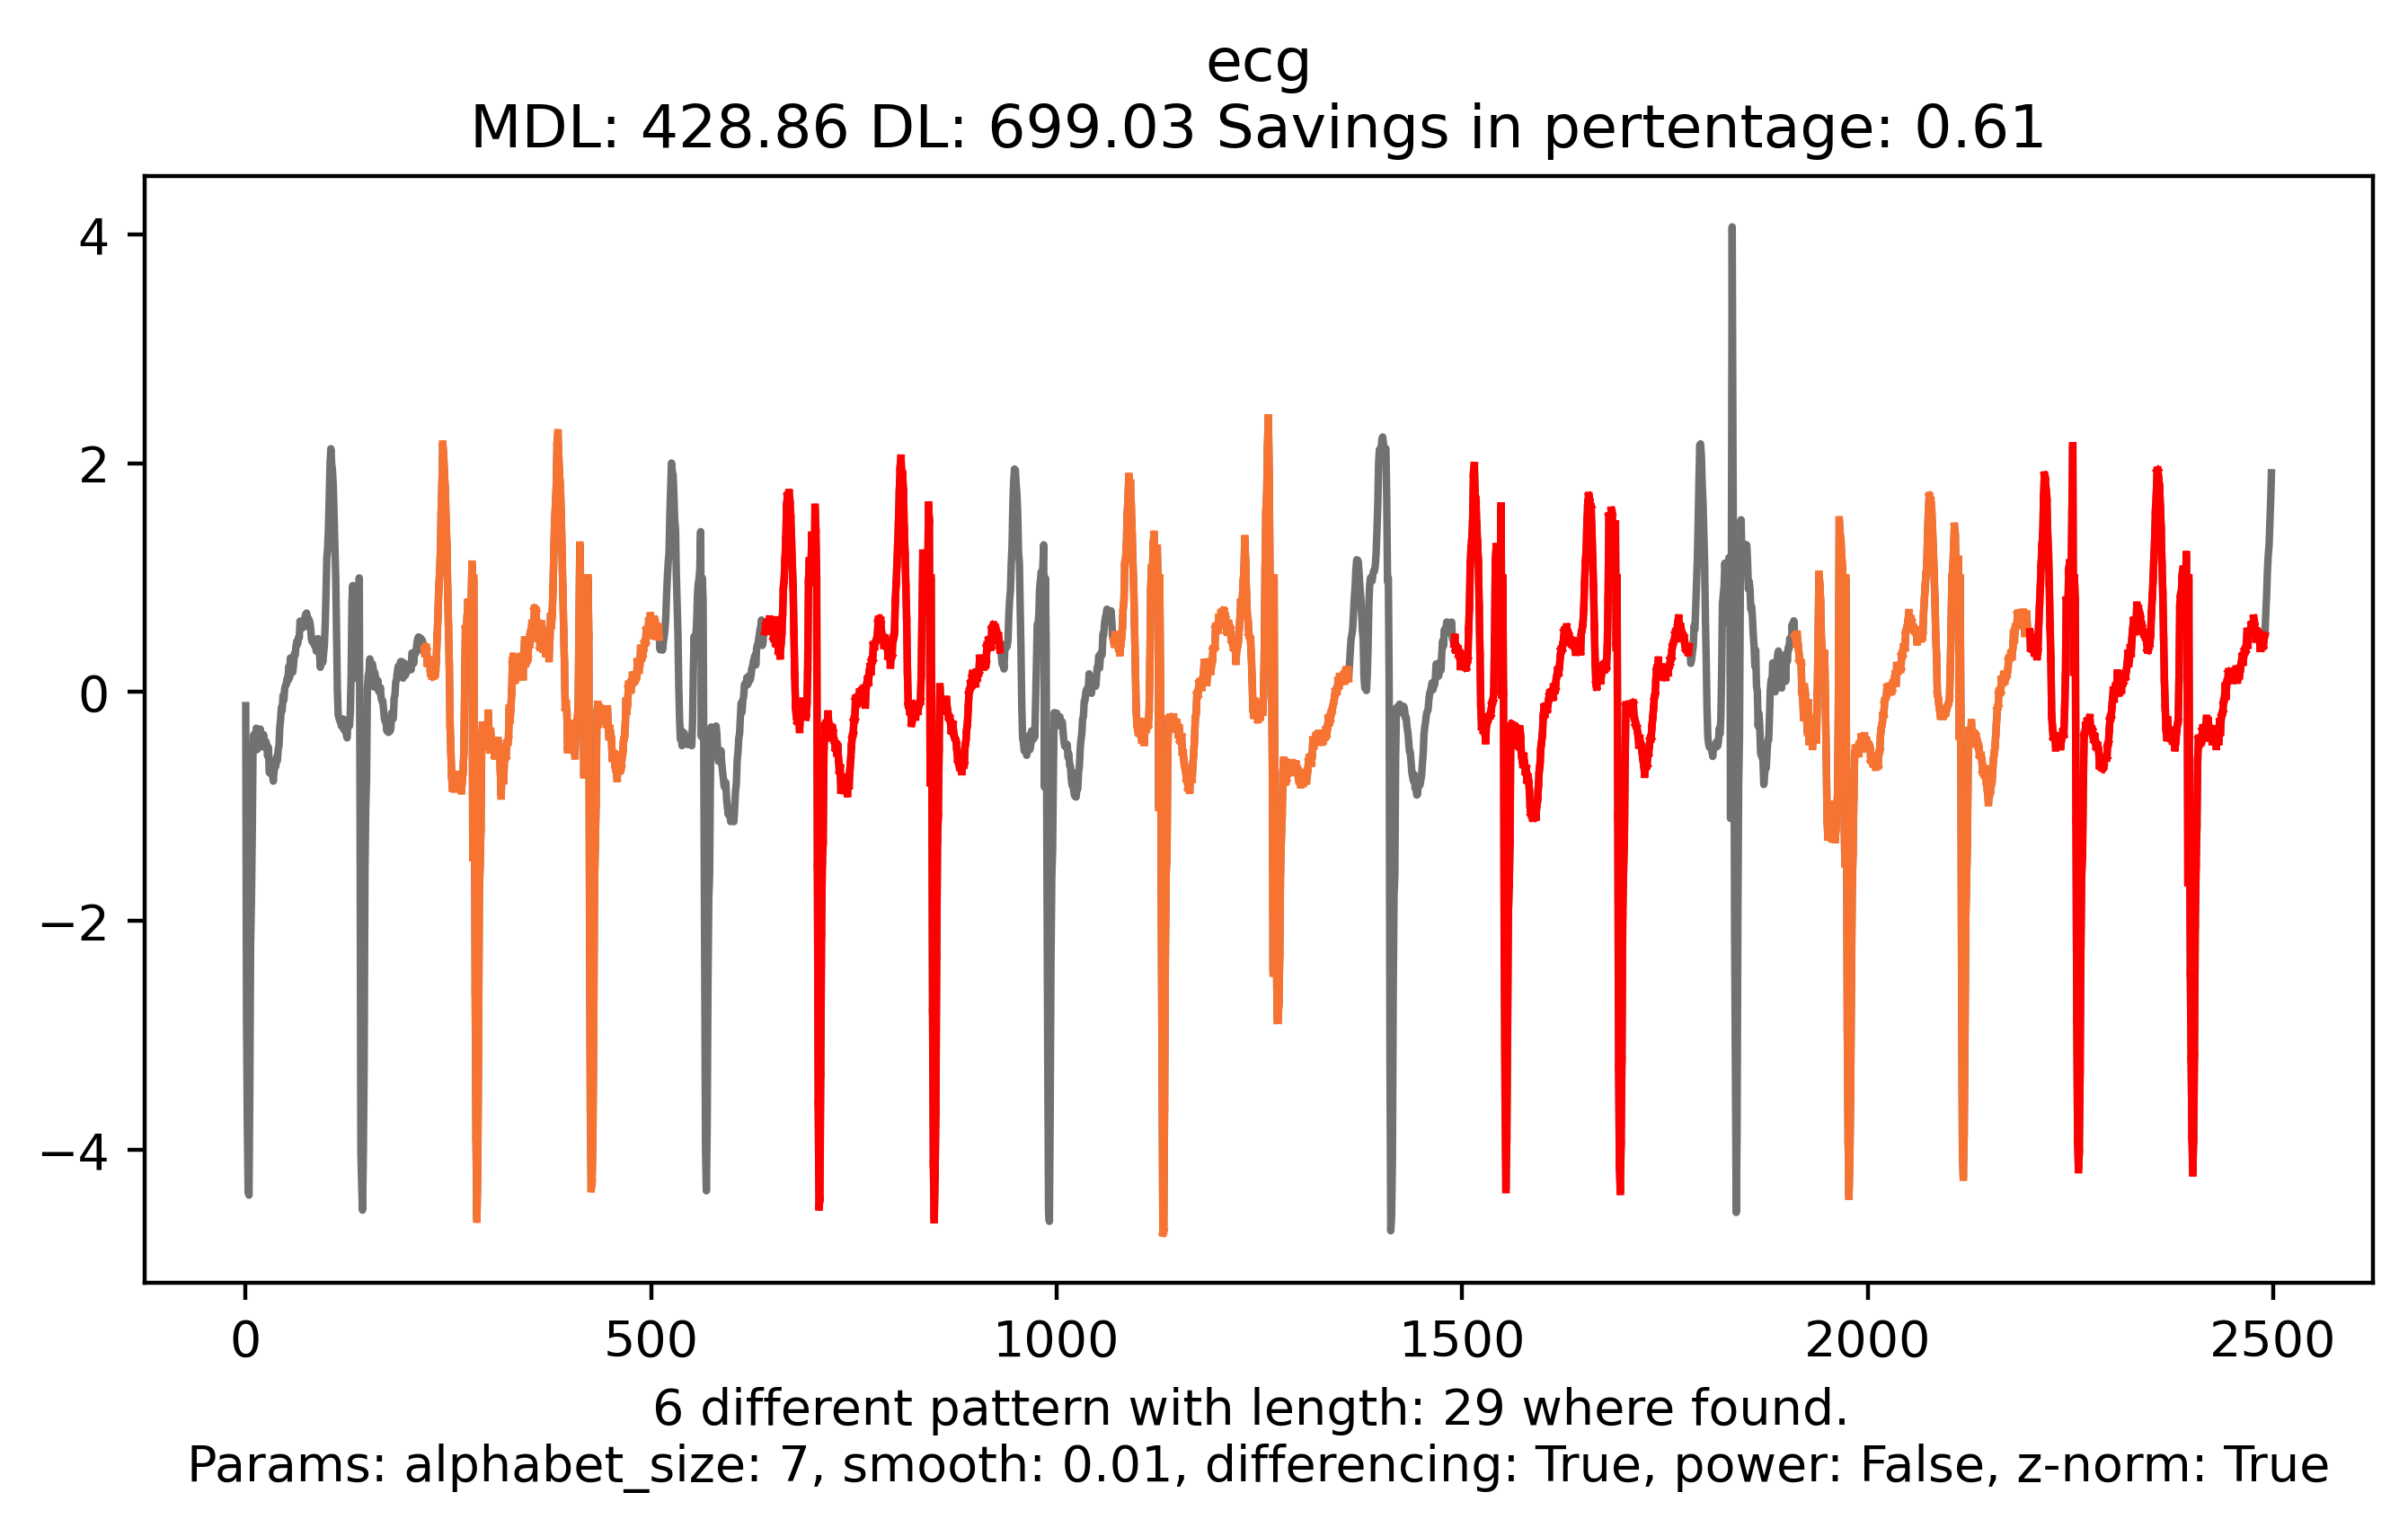 ecg
MDL: 428.86 DL: 699.03 Savings in pertentage: 0.61
4
2
0
−2
−4
0 500 1000 1500 2000 2500
6 different pattern with length: 29 where found.
Params: alphabet_size: 7, smooth: 0.01, differencing: True, power: False, z-norm: True